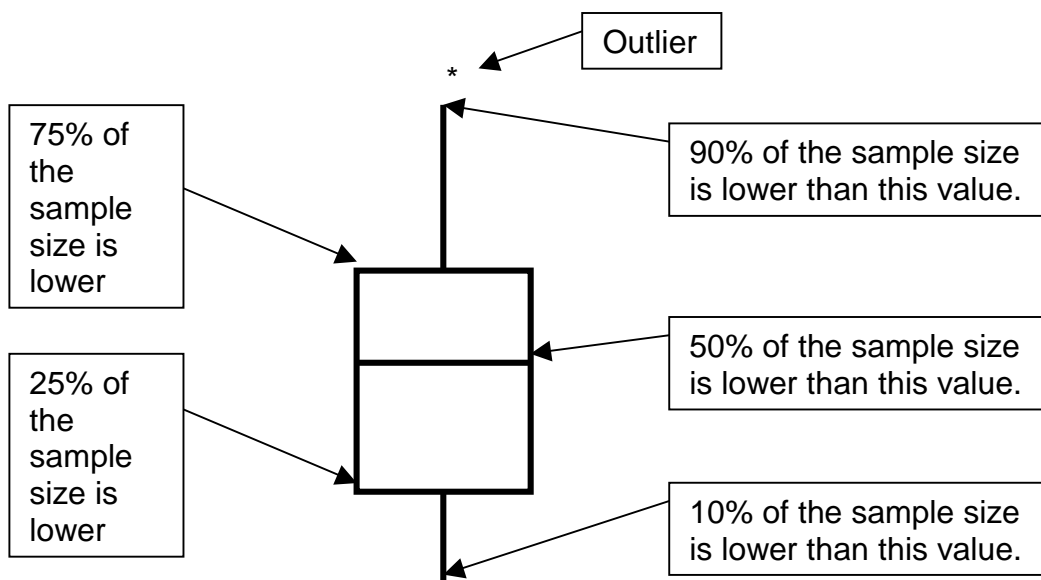 Outlier
*
75% of
the
sample
size is
lower
90% of the sample size
is lower than this value.
50% of the sample size
is lower than this value.
25% of
the
sample
size is
lower
10% of the sample size
is lower than this value.